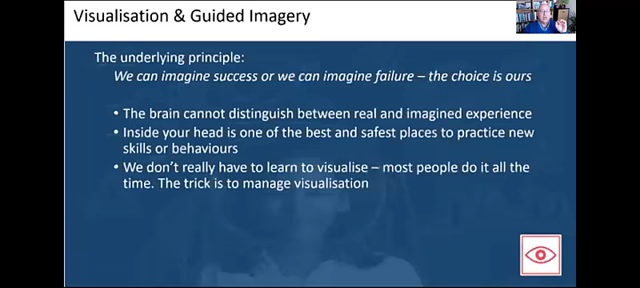 Visualisation & Guided Imagery
The underlying principle:
We can imagine success or we can imagine failure – the choice is ours
• The brain cannot distinguish between real and imagined experience
• Inside your head is one of the best and safest places to practice new
skills or behaviours
• We don't really have to learn to visualise – most people do it all the
time. The trick is to manage visualisation